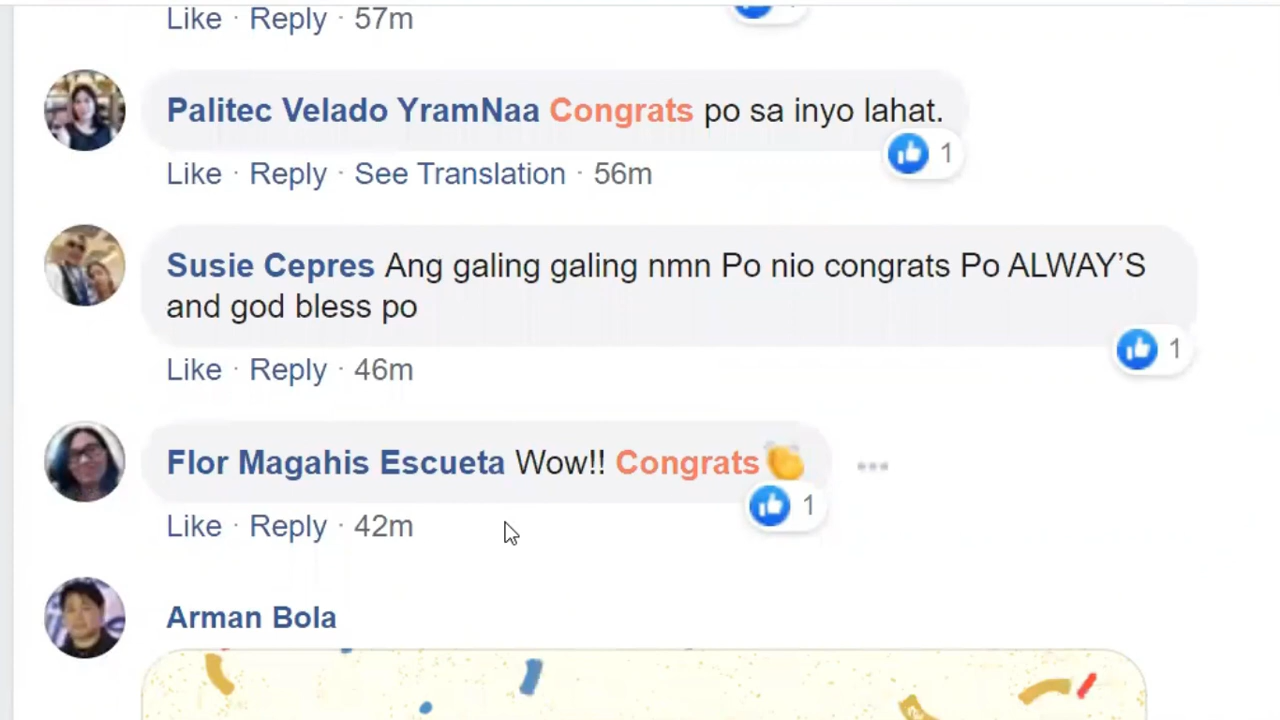 Like · Reply · 57m
Palitec Velado YramNaa Congrats po sa inyo lahat.
1
Like · Reply · See Translation · 56m
Susie Cepres Ang galing galing nmn Po nio congrats Po ALWAY’S
and god bless po
1
Like · Reply · 46m
Flor Magahis Escueta Wow!! Congrats👏
1
Like · Reply · 42m
Arman Bola